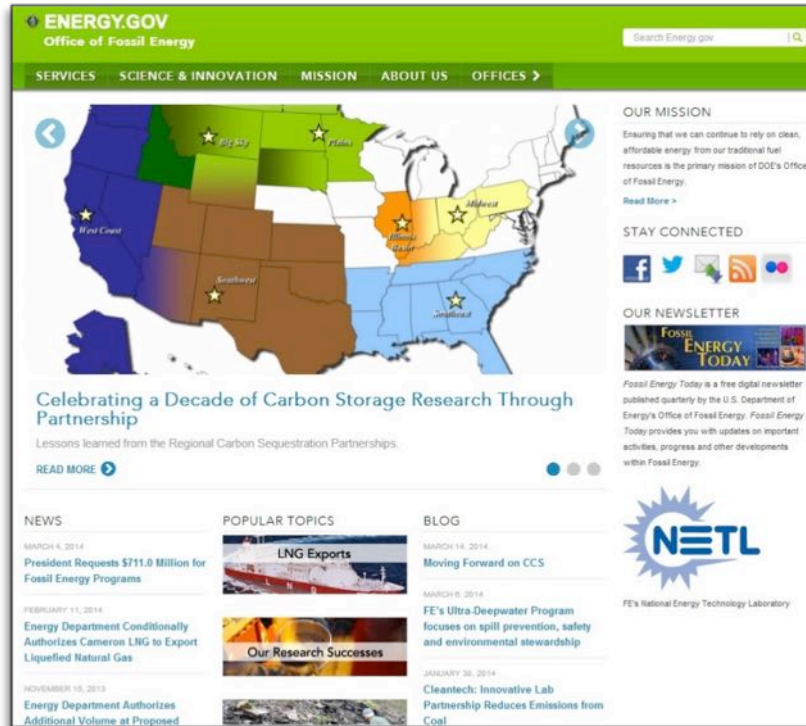 ENERGY.GOV
Office of Fossil Energy
Search Energy.gov
SERVICES SCIENCE & INNOVATION MISSION ABOUT US OFFICES
Big Sky
Plains
West Coast
Midwest
Illinois
Basin
Southwest
Southeast
Celebrating a Decade of Carbon Storage Research Through
Partnership
Lessons learned from the Regional Carbon Sequestration Partnerships.
READ MORE
NEWS
MARCH 4, 2014
President Requests $711.0 Million for
Fossil Energy Programs
FEBRUARY 11, 2014
Energy Department Conditionally
Authorizes Cameron LNG to Export
Liquefied Natural Gas
NOVEMBER 15, 2013
Energy Department Authorizes
Additional Volume at Proposed
POPULAR TOPICS
LNG Exports
LNG
Our Research Successes
BLOG
MARCH 14, 2014
Moving Forward on CCS
MARCH 6, 2014
FE's Ultra-Deepwater Program
focuses on spill prevention, safety
and environmental stewardship
JANUARY 30, 2014
Cleantech: Innovative Lab
Partnership Reduces Emissions from
Coal
OUR MISSION
Ensuring that we can continue to rely on clean,
affordable energy from our traditional fuel
resources is the primary mission of DOE's Office
of Fossil Energy.
Read More >
STAY CONNECTED
OUR NEWSLETTER
FOSSIL
ENERGY
TODAY
Fossil Energy Today is a free digital newsletter
published quarterly by the U.S. Department of
Energy's Office of Fossil Energy. Fossil Energy
Today provides you with updates on important
activities, progress and other developments
within Fossil Energy.
NETL
FE's National Energy Technology Laboratory